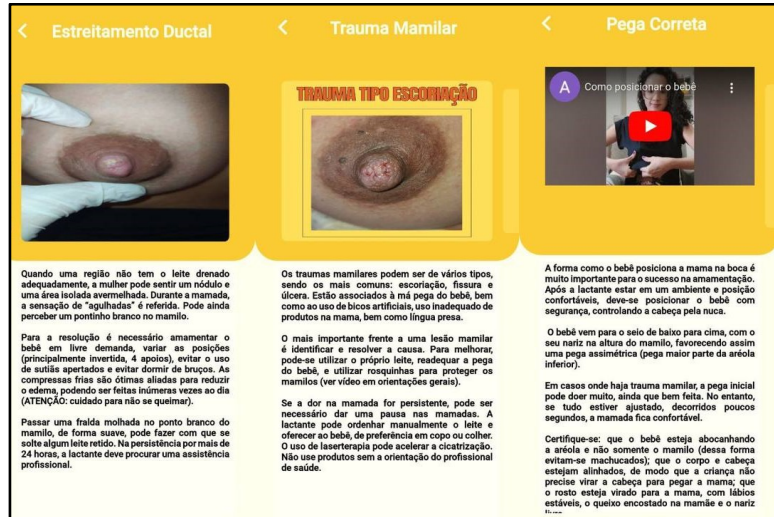 Estreitamento Ductal
Quando uma região não tem o leite drenado
adequadamente, a mulher pode sentir um nódulo e
uma área isolada avermelhada. Durante a mamada,
a sensação de “agulhadas” é referida. Pode ainda
perceber um pontinho branco no mamilo.
Para a resolução é necessário amamentar o
bebê em livre demanda, variar as posições
(principalmente invertida, 4 apoios), evitar o uso
de sutiãs apertados e evitar dormir de bruços. As
compressas frias são ótimas aliadas para reduzir
o edema, podendo ser feitas inúmeras vezes ao dia
(ATENÇÃO: cuidado para não se queimar).
Passar uma fralda molhada no ponto branco do
mamilo, de forma suave, pode fazer com que se
solte algum leite retido. Na persistência por mais de
24 horas, a lactante deve procurar uma assistência
profissional.
Trauma Mamilar
TRAUMA TIPO ESCORIAÇÃO
Os traumas mamilares podem ser de vários tipos,
sendo os mais comuns: escoriação, fissura e
úlcera. Estão associados à má pega do bebê, bem
como ao uso de bicos artificiais, uso inadequado de
produtos na mama, bem como língua presa.
O mais importante frente a uma lesão mamilar
é identificar e resolver a causa. Para melhorar,
pode-se utilizar o próprio leite, readequar a pega
do bebê, e utilizar rosquinhas para proteger os
mamilos (ver vídeo em orientações gerais).
Se a dor na mamada for persistente, pode ser
necessário dar uma pausa nas mamadas. A
lactante pode ordenhar manualmente o leite e
oferecer ao bebê, de preferência em copo ou colher.
O uso de laserterapia pode acelerar a cicatrização.
Não use produtos sem a orientação do profissional
de saúde.
Pega Correta
A Como posicionar o bebê
A forma como o bebê posiciona a mama na boca é
muito importante para o sucesso na amamentação.
Após a lactante estar em um ambiente e posição
confortáveis, deve-se posicionar o bebê com
segurança, controlando a cabeça pela nuca.
O bebê vem para o seio de baixo para cima, com o
seu nariz na altura do mamilo, favorecendo assim
uma pega assimétrica (pega maior parte da aréola
inferior).
Em casos onde haja trauma mamilar, a pega inicial
pode doer muito, ainda que bem feita. No entanto,
se tudo estiver ajustado, decorridos poucos
segundos, a mamada fica confortável.
Certifique-se: que o bebê esteja abocanhando
a aréola e não somente o mamilo (dessa forma
evitam-se machucados); que o corpo e cabeça
estejam alinhados, de modo que a criança não
precise virar a cabeça para pegar a mama; que
o rosto esteja virado para a mama, com lábios
estáveis, o queixo encostado na mamãe e o nariz